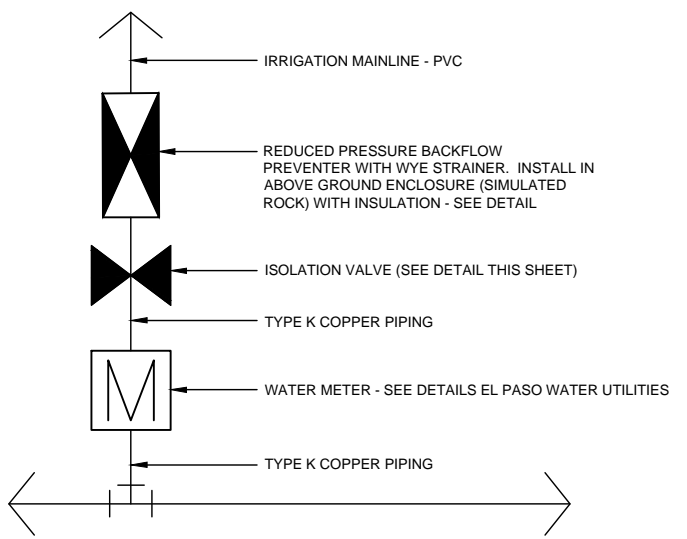 IRRIGATION MAINLINE - PVC
REDUCED PRESSURE BACKFLOW
PREVENTER WITH WYE STRAINER. INSTALL IN
ABOVE GROUND ENCLOSURE (SIMULATED
ROCK) WITH INSULATION - SEE DETAIL
ISOLATION VALVE (SEE DETAIL THIS SHEET)
TYPE K COPPER PIPING
M
WATER METER - SEE DETAILS EL PASO WATER UTILITIES
TYPE K COPPER PIPING